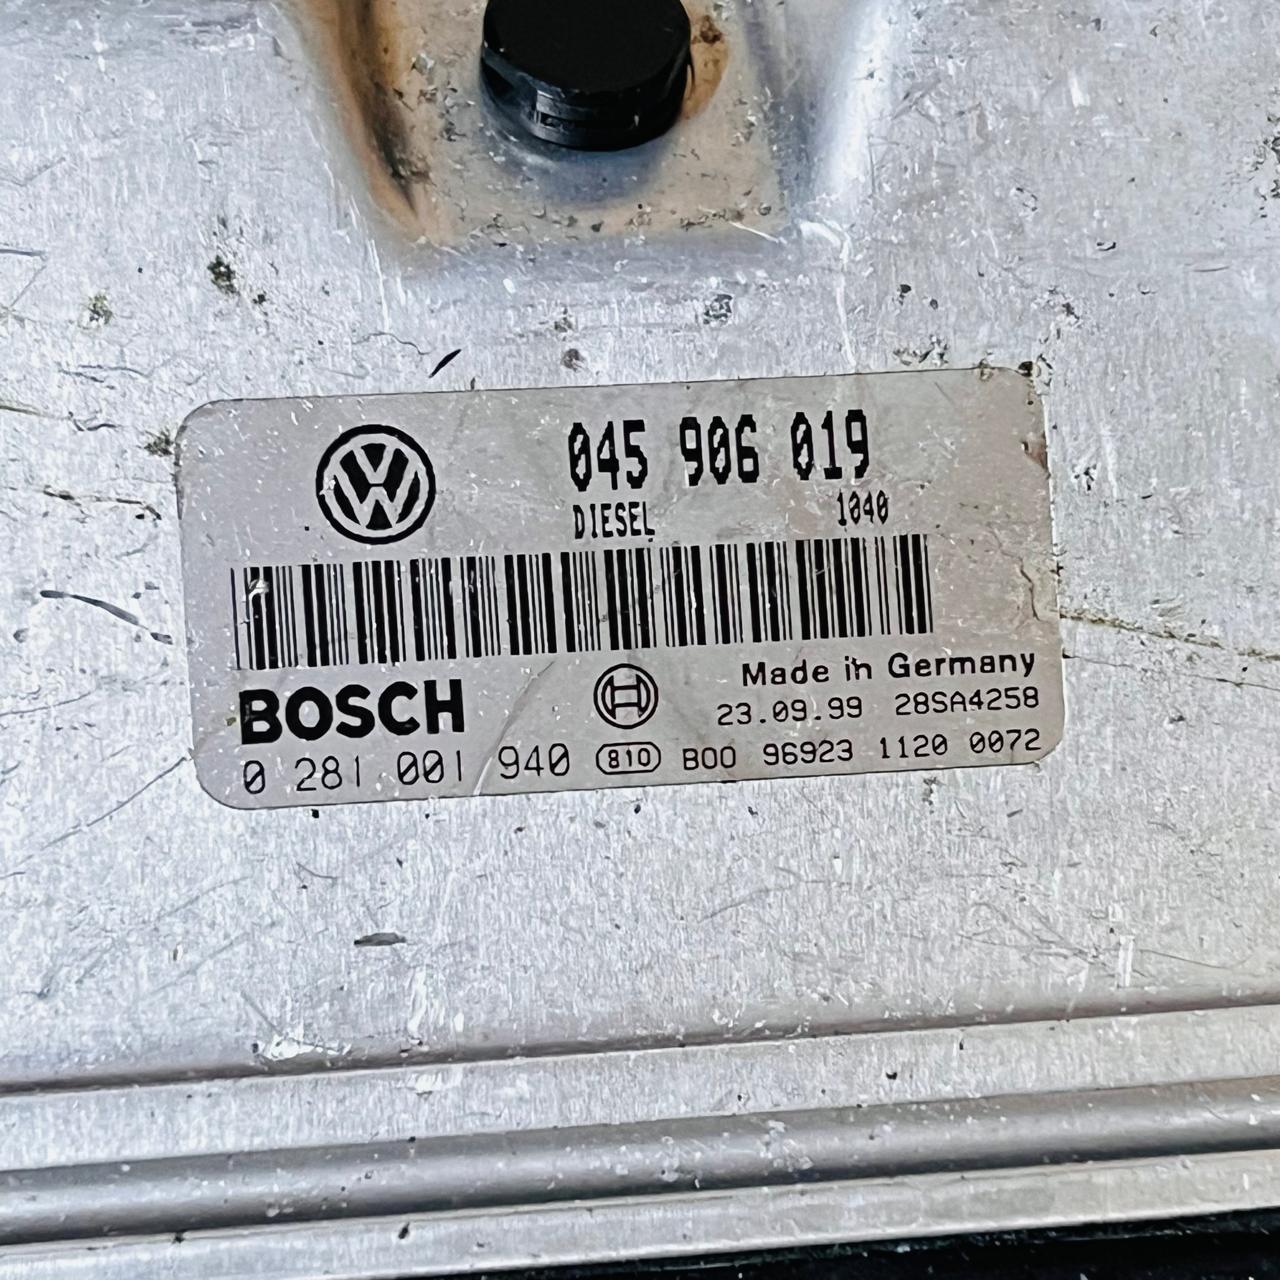 045 906 019
DIESEL 1040
BOSCH
Made in Germany
23.09.99 28SA4258
0 281 001 940 810 B00 96923 1120 0072